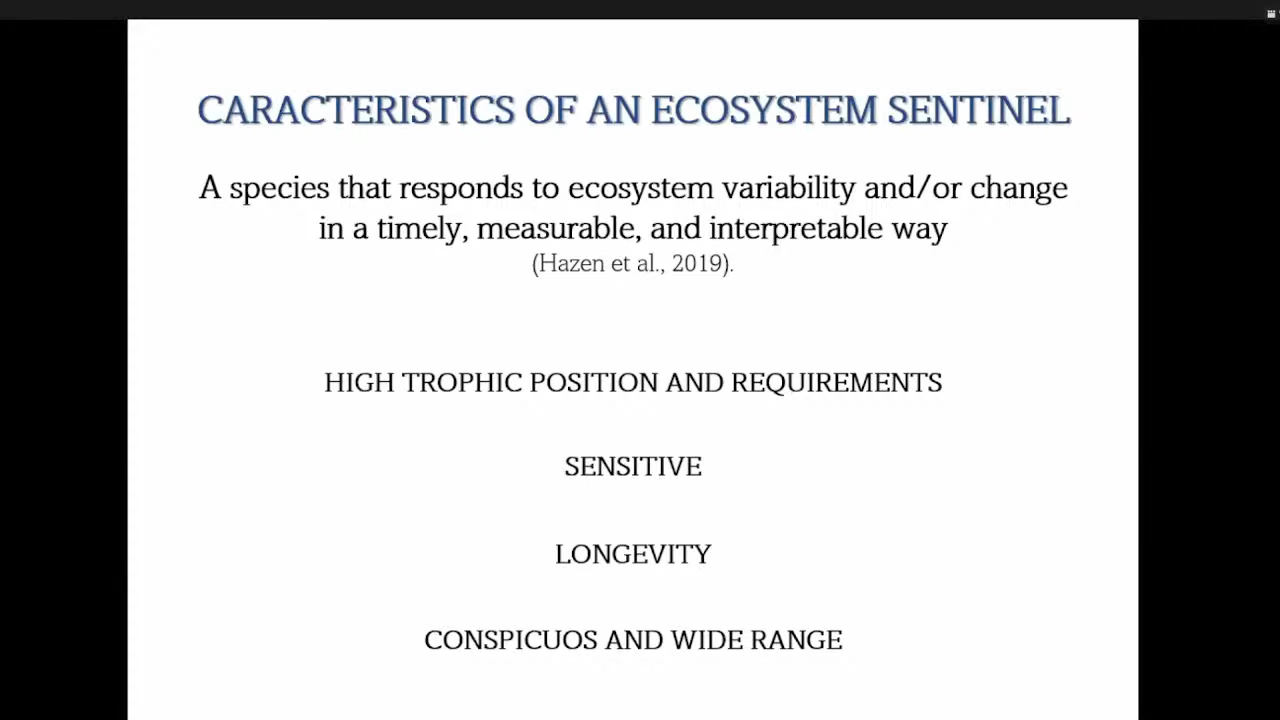 CARACTERISTICS OF AN ECOSYSTEM SENTINEL
A species that responds to ecosystem variability and/or change
in a timely, measurable, and interpretable way
(Hazen et al., 2019).
HIGH TROPHIC POSITION AND REQUIREMENTS
SENSITIVE
LONGEVITY
CONSPICUOS AND WIDE RANGE